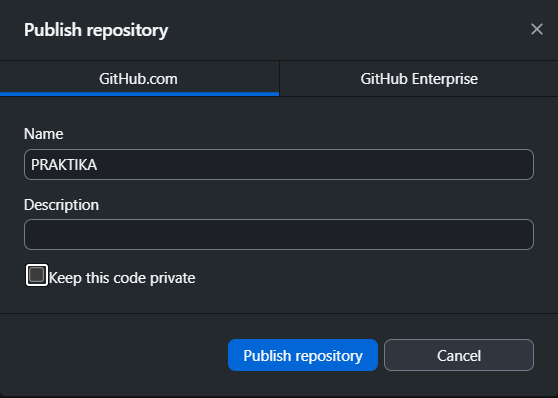 Publish repository
GitHub.com
GitHub Enterprise
Name
PRAKTIKA
Description
Keep this code private
Publish repository
Cancel